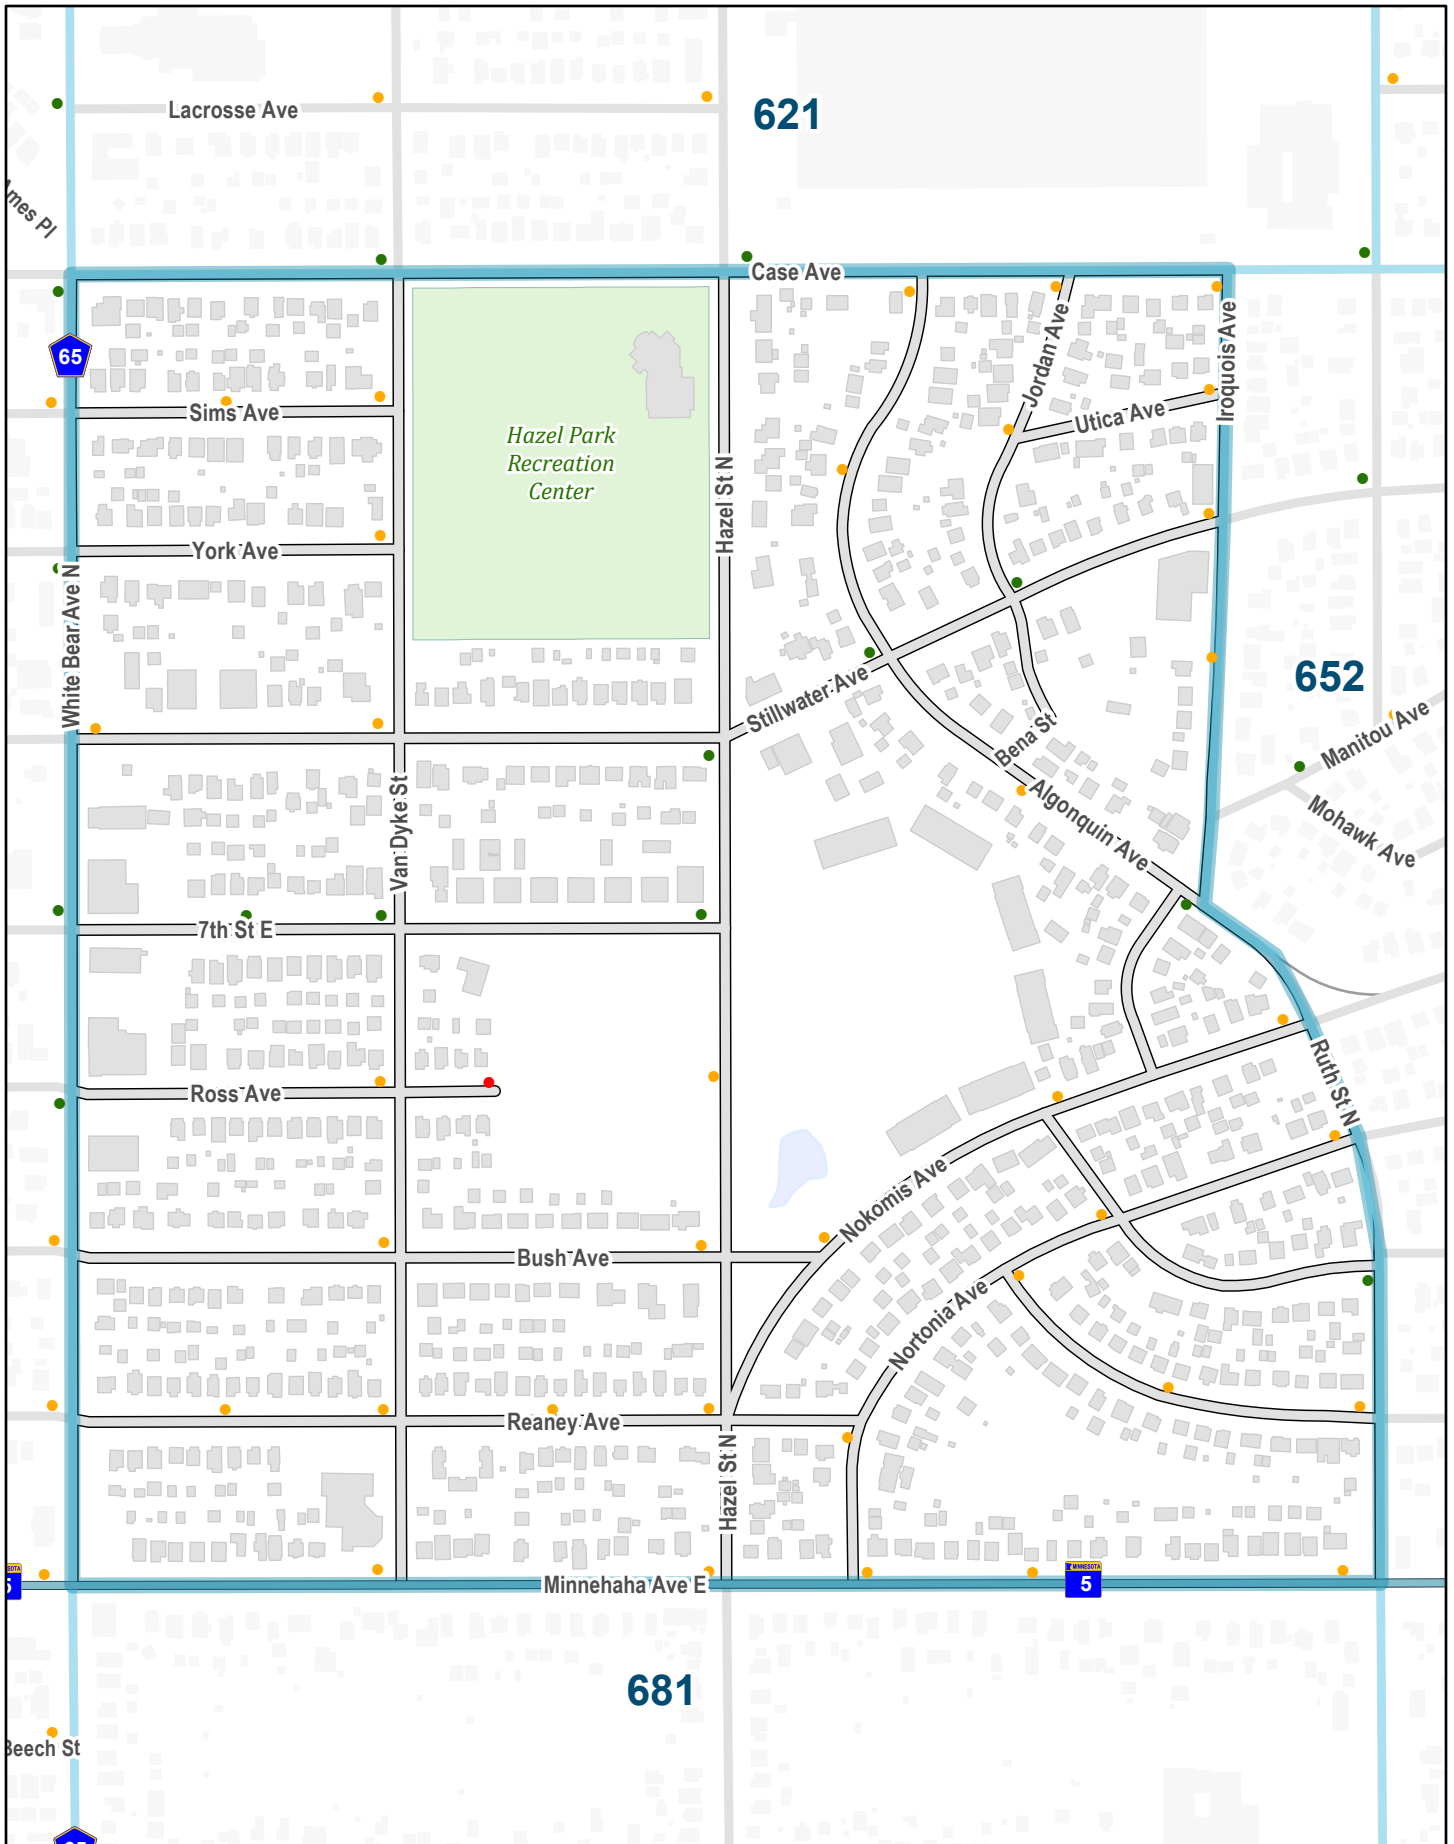 Lacrosse Ave
621
Ames Pl
Case Ave
65
Iroquois Ave
Jordan Ave
Utica Ave
Sims Ave
Hazel Park
Recreation
Center
Hazel St N
York Ave
White Bear Ave N
652
Stillwater Ave
Bena St
Manitou Ave
Mohawk Ave
Algonquin Ave
Van Dyke St
7th St E
Ross Ave
Ruth St N
Nokomis Ave
Bush Ave
Nortonia Ave
Reaney Ave
Hazel St N
MINNESOTA
5
5
Minnehaha Ave E
681
Beech St